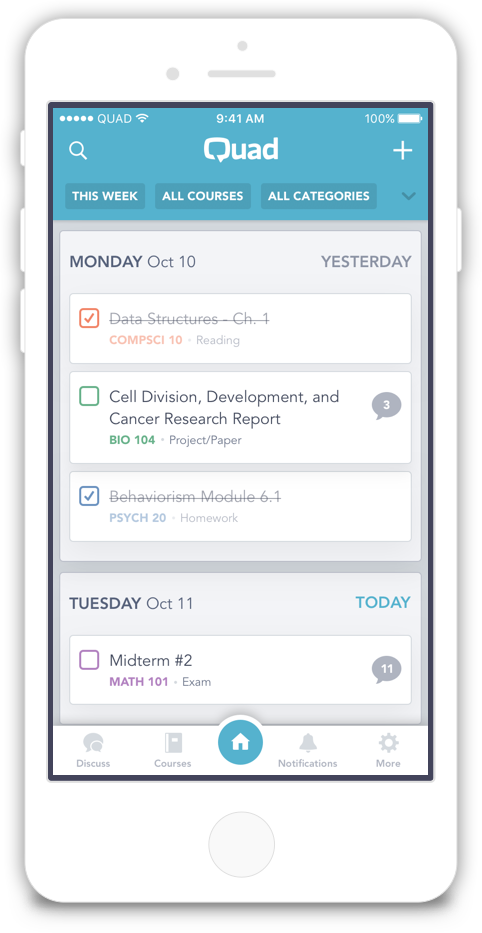 QUAD 9:41 AM 100%
Quad
THIS WEEK ALL COURSES ALL CATEGORIES
MONDAY Oct 10 YESTERDAY
Data Structures - Ch. 1
COMPSCI 10 · Reading
Cell Division, Development, and
Cancer Research Report
3
BIO 104 · Project/Paper
Behaviorism Module 6.1
PSYCH 20 · Homework
TUESDAY Oct 11 TODAY
Midterm #2
11
MATH 101 · Exam
Discuss Courses Notifications More